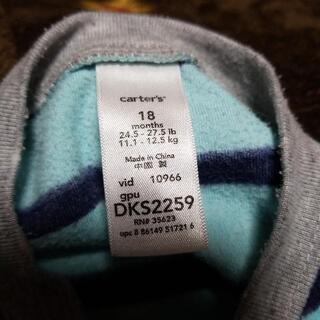 carter's
18
months
24.5 - 27.5 lb
11.1 - 12.5 kg
Made in China
中國 製
vid 10966
gpu
DKS2259
RN# 35623
upc 8 86149 51721 6